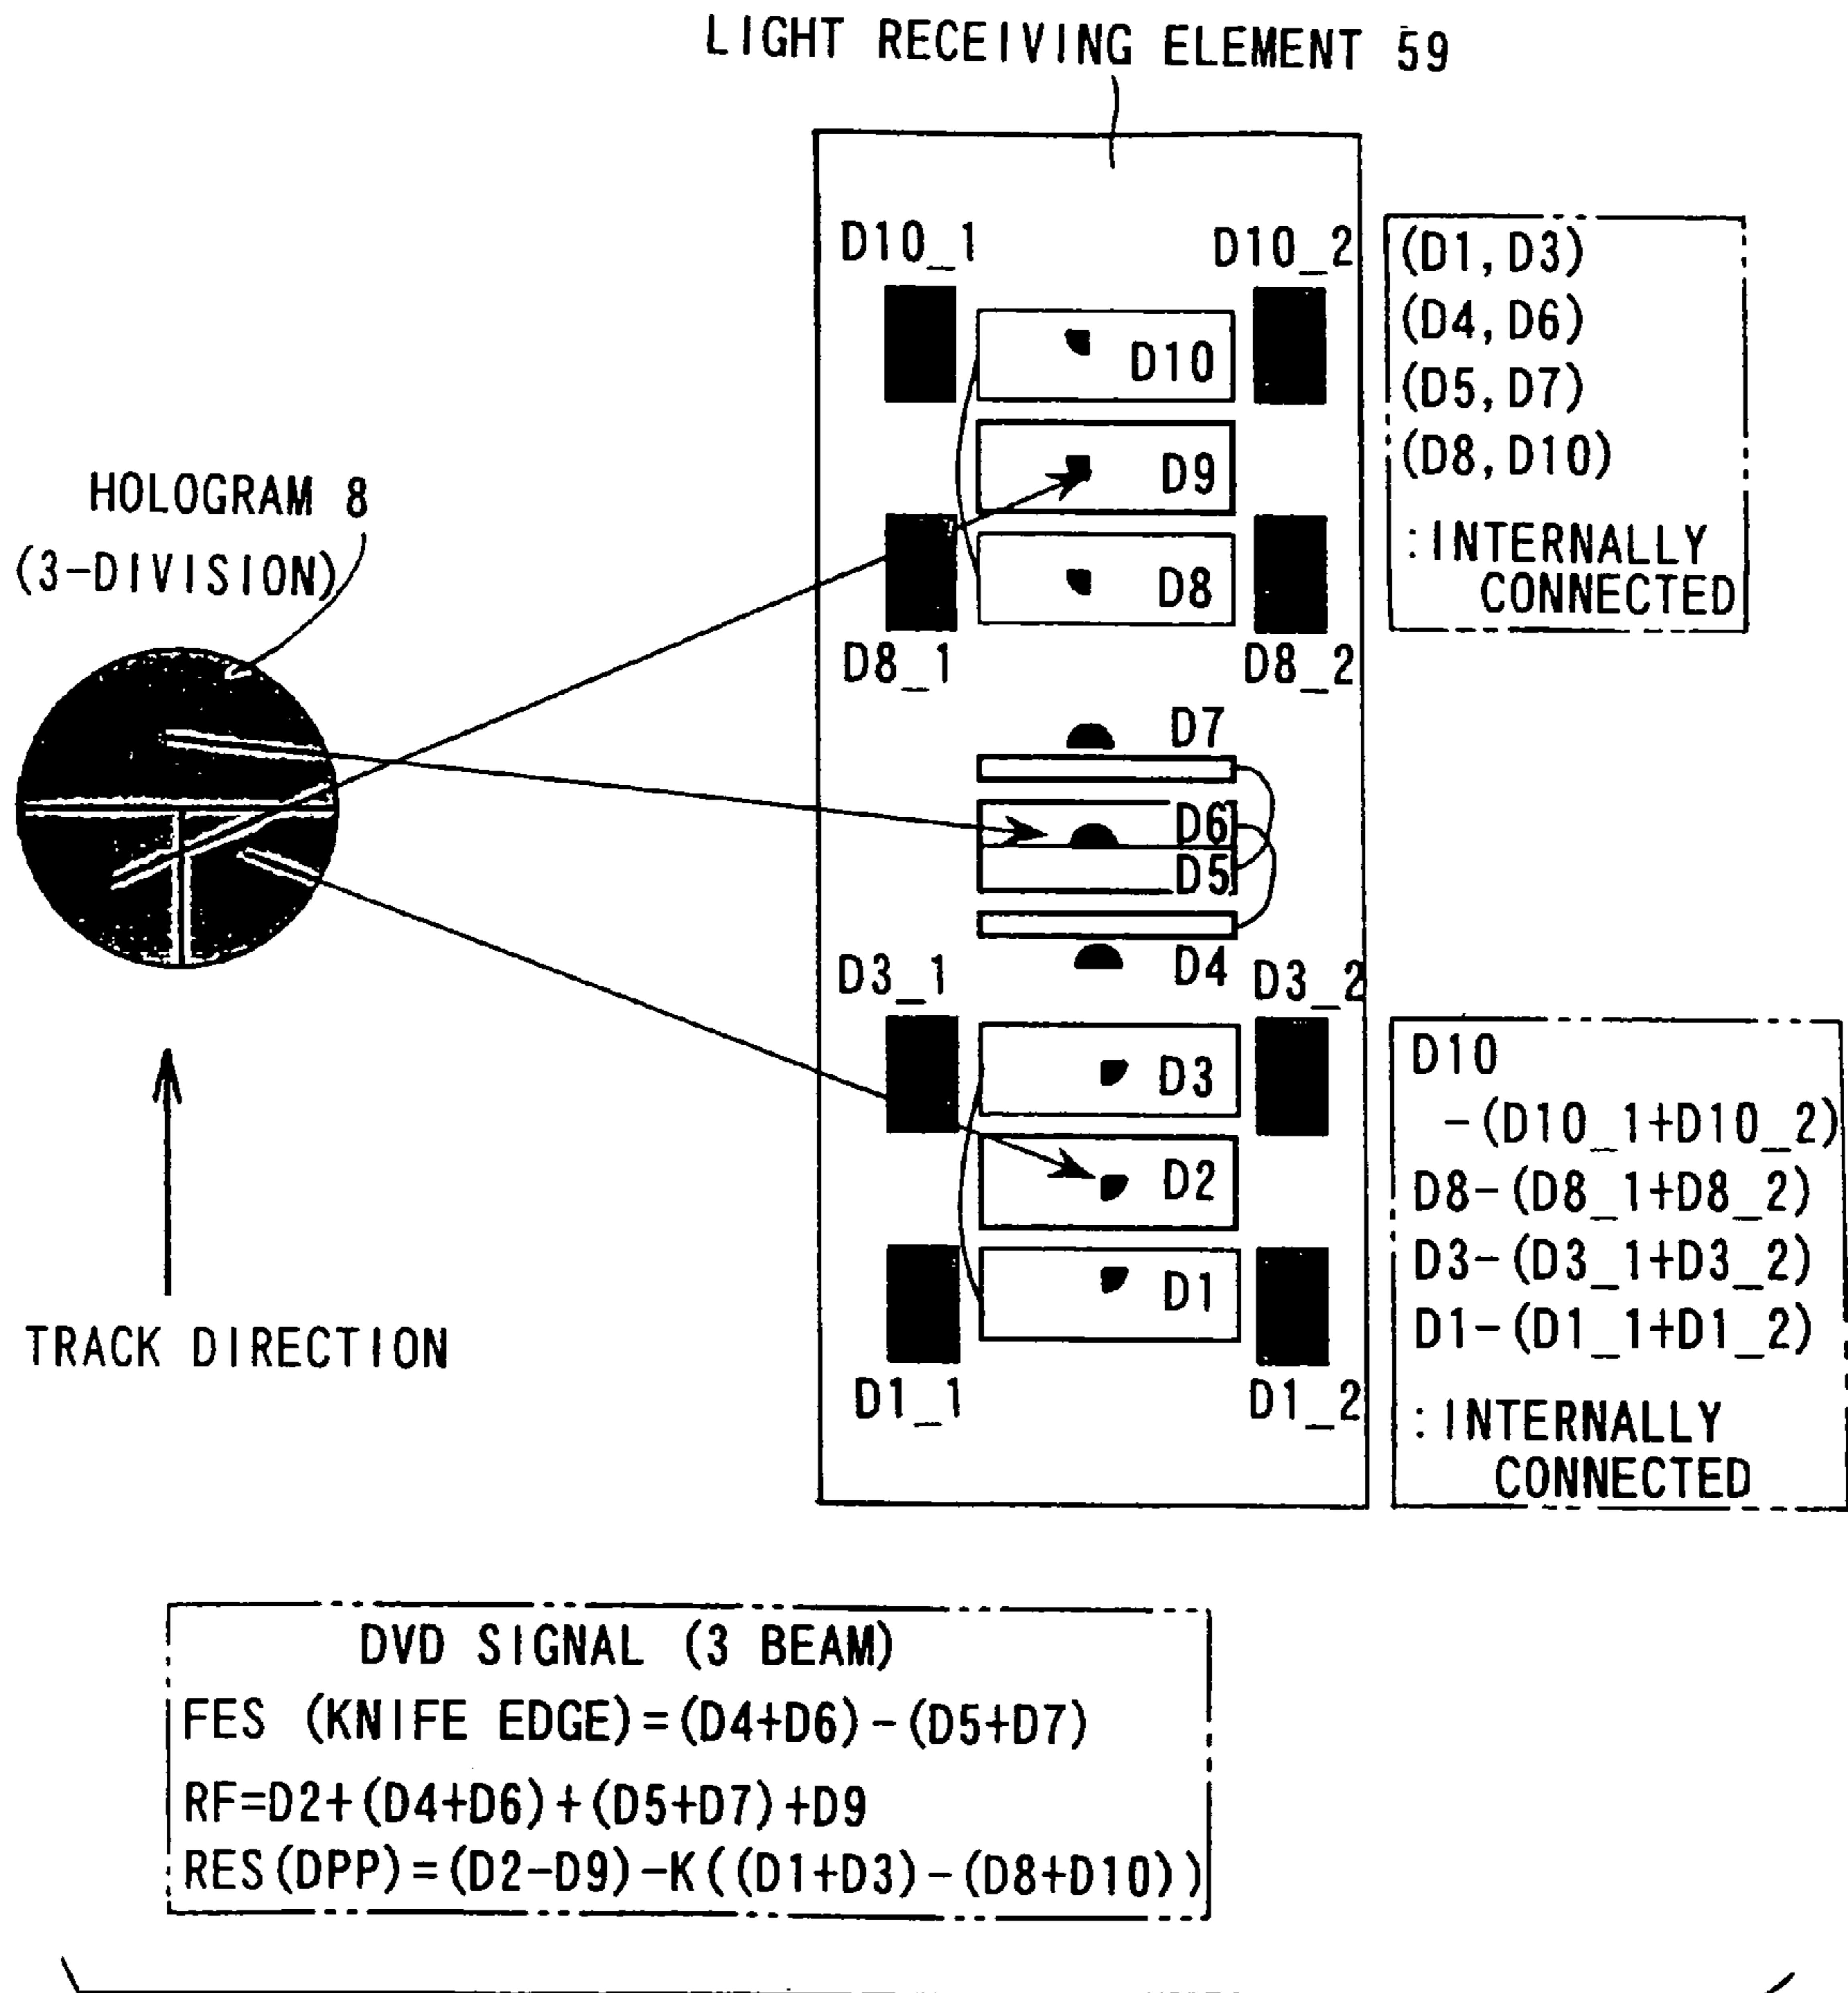 LIGHT RECEIVING ELEMENT 59
D10_1
D10_2
D10
D9
D8
D8_1
D8_2
(D1,D3)
(D4,D6)
(D5,D7)
(D8,D10)
:INTERNALLY
CONNECTED
HOLOGRAM 8
(3-DIVISION)
D7
D6
D5
D4
D3_1
D3_2
D3
D2
D1
D1_1
D1_2
D10
-(D10_1+D10_2)
D8-(D8_1+D8_2)
D3-(D3_1+D3_2)
D1-(D1_1+D1_2)
:INTERNALLY
CONNECTED
TRACK DIRECTION
DVD SIGNAL (3 BEAM)
FES (KNIFE EDGE)=(D4+D6)-(D5+D7)
RF=D2+(D4+D6)+(D5+D7)+D9
RES(DPP)=(D2-D9)-K((D1+D3)-(D8+D10))